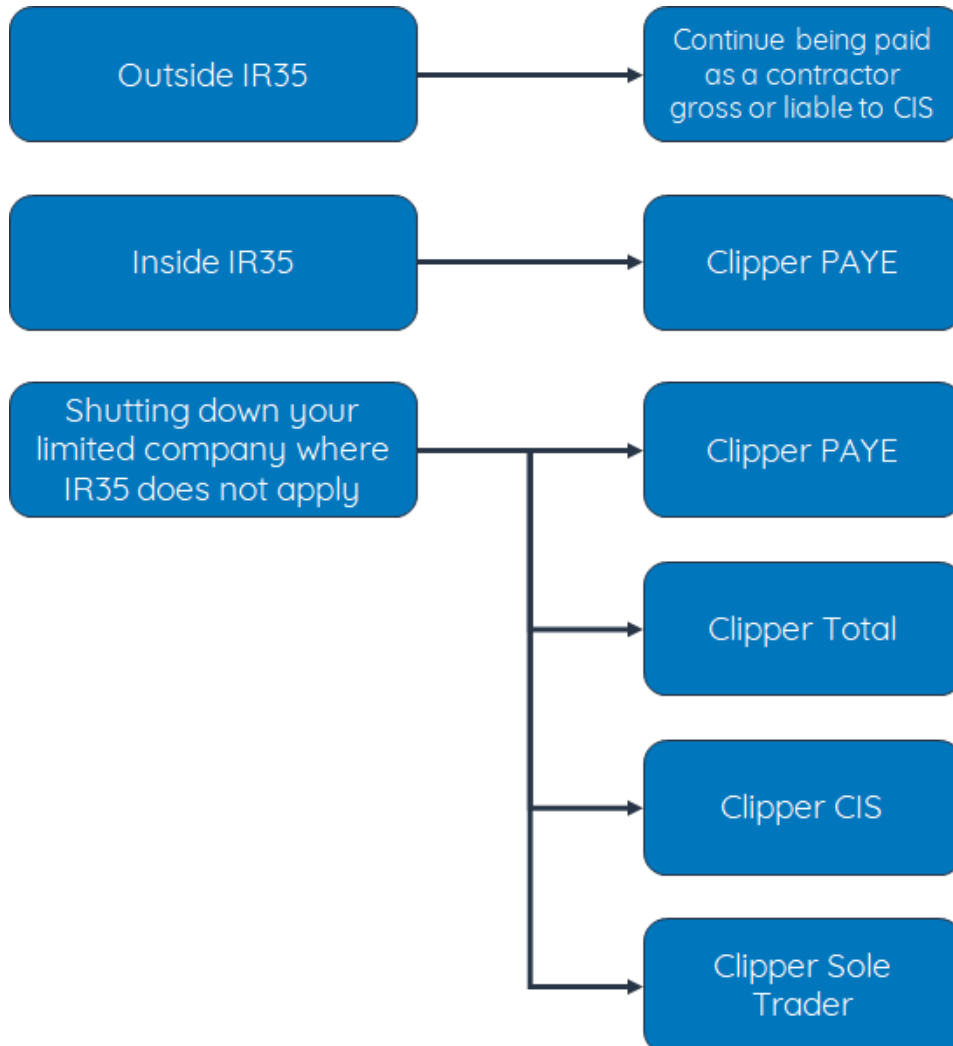 Outside IR35
Continue being paid
as a contractor
gross or liable to CIS
Inside IR35
Clipper PAYE
Shutting down your
limited company where
IR35 does not apply
Clipper PAYE
Clipper Total
Clipper CIS
Clipper Sole
Trader